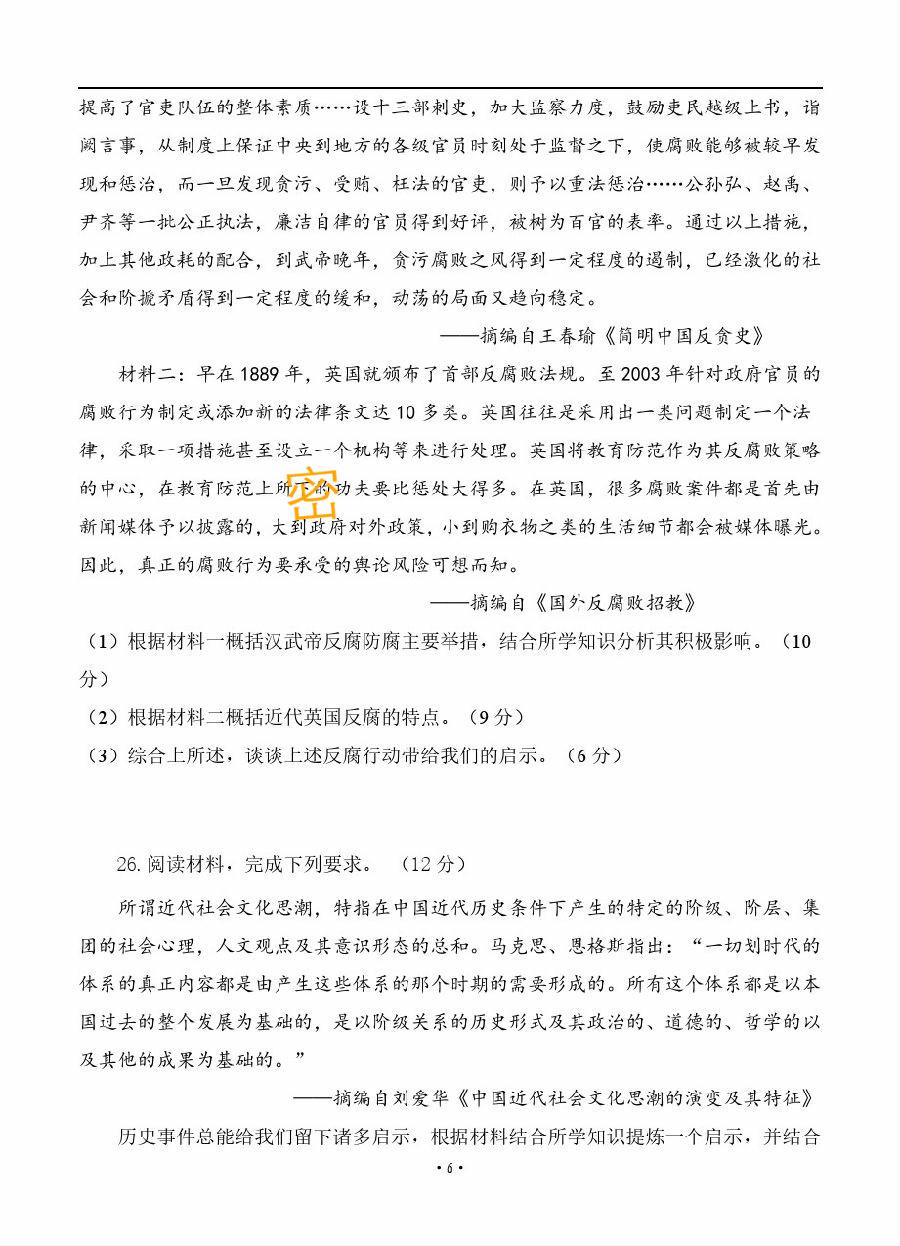 提高了官吏队伍的整体素质……设十三部刺史，加大监察力度，鼓励吏民越级上书，诣
阙言事，从制度上保证中央到地方的各级官员时刻处于监督之下，使腐败能够被较早发
现和惩治，而一旦发现贪污、受贿、枉法的官吏，则予以重法惩治……公孙弘、赵禹、
尹齐等一批公正执法，廉洁自律的官员得到好评，被树为百官的表率。通过以上措施，
加上其他政耗的配合，到武帝晚年，贪污腐败之风得到一定程度的遏制，已经激化的社
会和阶搋矛盾得到一定程度的缓和，动荡的局面又趋向稳定。
——摘编自王春瑜《简明中国反贪史》
材料二：早在 1889 年，英国就颁布了首部反腐败法规。至 2003 年针对政府官员的
腐败行为制定或添加新的法律条文达 10 多类。英国往往是采用出一类问题制定一个法
律，采取一项措施甚至设立一个机构等来进行处理。英国将教育防范作为其反腐败策略
的中心，在教育防范上所下的功夫要比惩处大得多。在英国，很多腐败案件都是首先由
密
新闻媒体予以披露的，大到政府对外政策，小到购衣物之类的生活细节都会被媒体曝光。
因此，真正的腐败行为要承受的舆论风险可想而知。
——摘编自《国外反腐败招教》
（1）根据材料一概括汉武帝反腐防腐主要举措，结合所学知识分析其积极影响。（10
分）
（2）根据材料二概括近代英国反腐的特点。（9 分）
（3）综合上所述，谈谈上述反腐行动带给我们的启示。（6 分）
26. 阅读材料，完成下列要求。（12 分）
所谓近代社会文化思潮，特指在中国近代历史条件下产生的特定的阶级、阶层、集
团的社会心理，人文观点及其意识形态的总和。马克思、恩格斯指出：“一切划时代的
体系的真正内容都是由产生这些体系的那个时期的需要形成的。所有这个体系都是以本
国过去的整个发展为基础的，是以阶级关系的历史形式及其政治的、道德的、哲学的以
及其他的成果为基础的。”
——摘编自刘爱华《中国近代社会文化思潮的演变及其特征》
历史事件总能给我们留下诸多启示，根据材料结合所学知识提炼一个启示，并结合
·6·